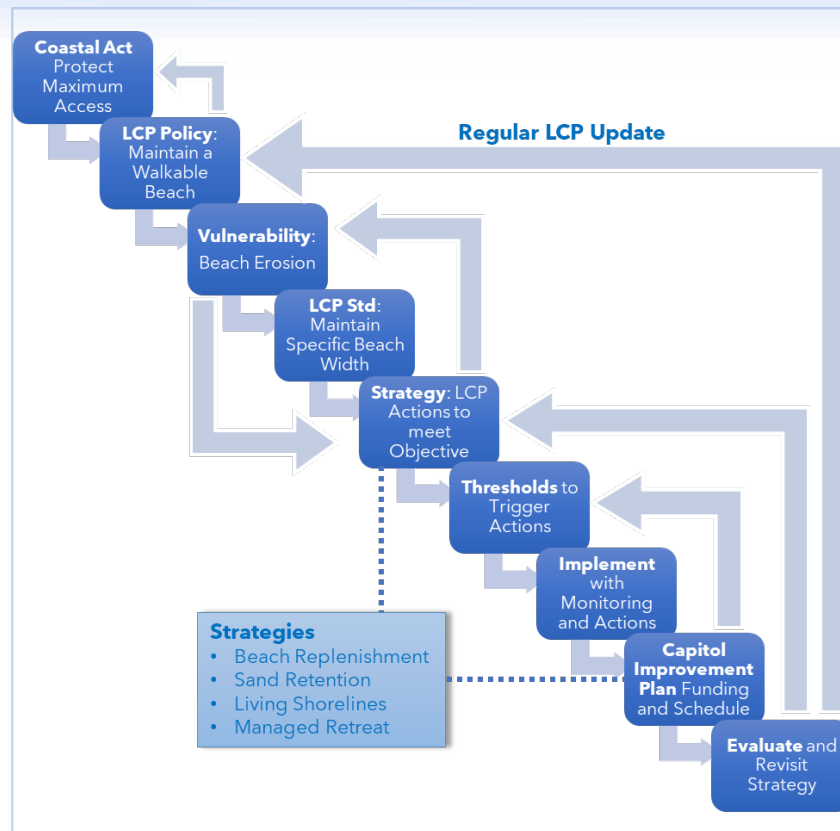 Coastal Act
Protect
Maximum
Access
LCP Policy:
Maintain a
Walkable
Beach
Regular LCP Update
Vulnerability:
Beach Erosion
LCP Std:
Maintain
Specific Beach
Width
Strategy: LCP
Actions to
meet
Objective
Thresholds to
Trigger
Actions
Implement
with
Monitoring
and Actions
Strategies
• Beach Replenishment
• Sand Retention
• Living Shorelines
• Managed Retreat
Capitol
Improvement
Plan Funding
and Schedule
Evaluate and
Revisit
Strategy